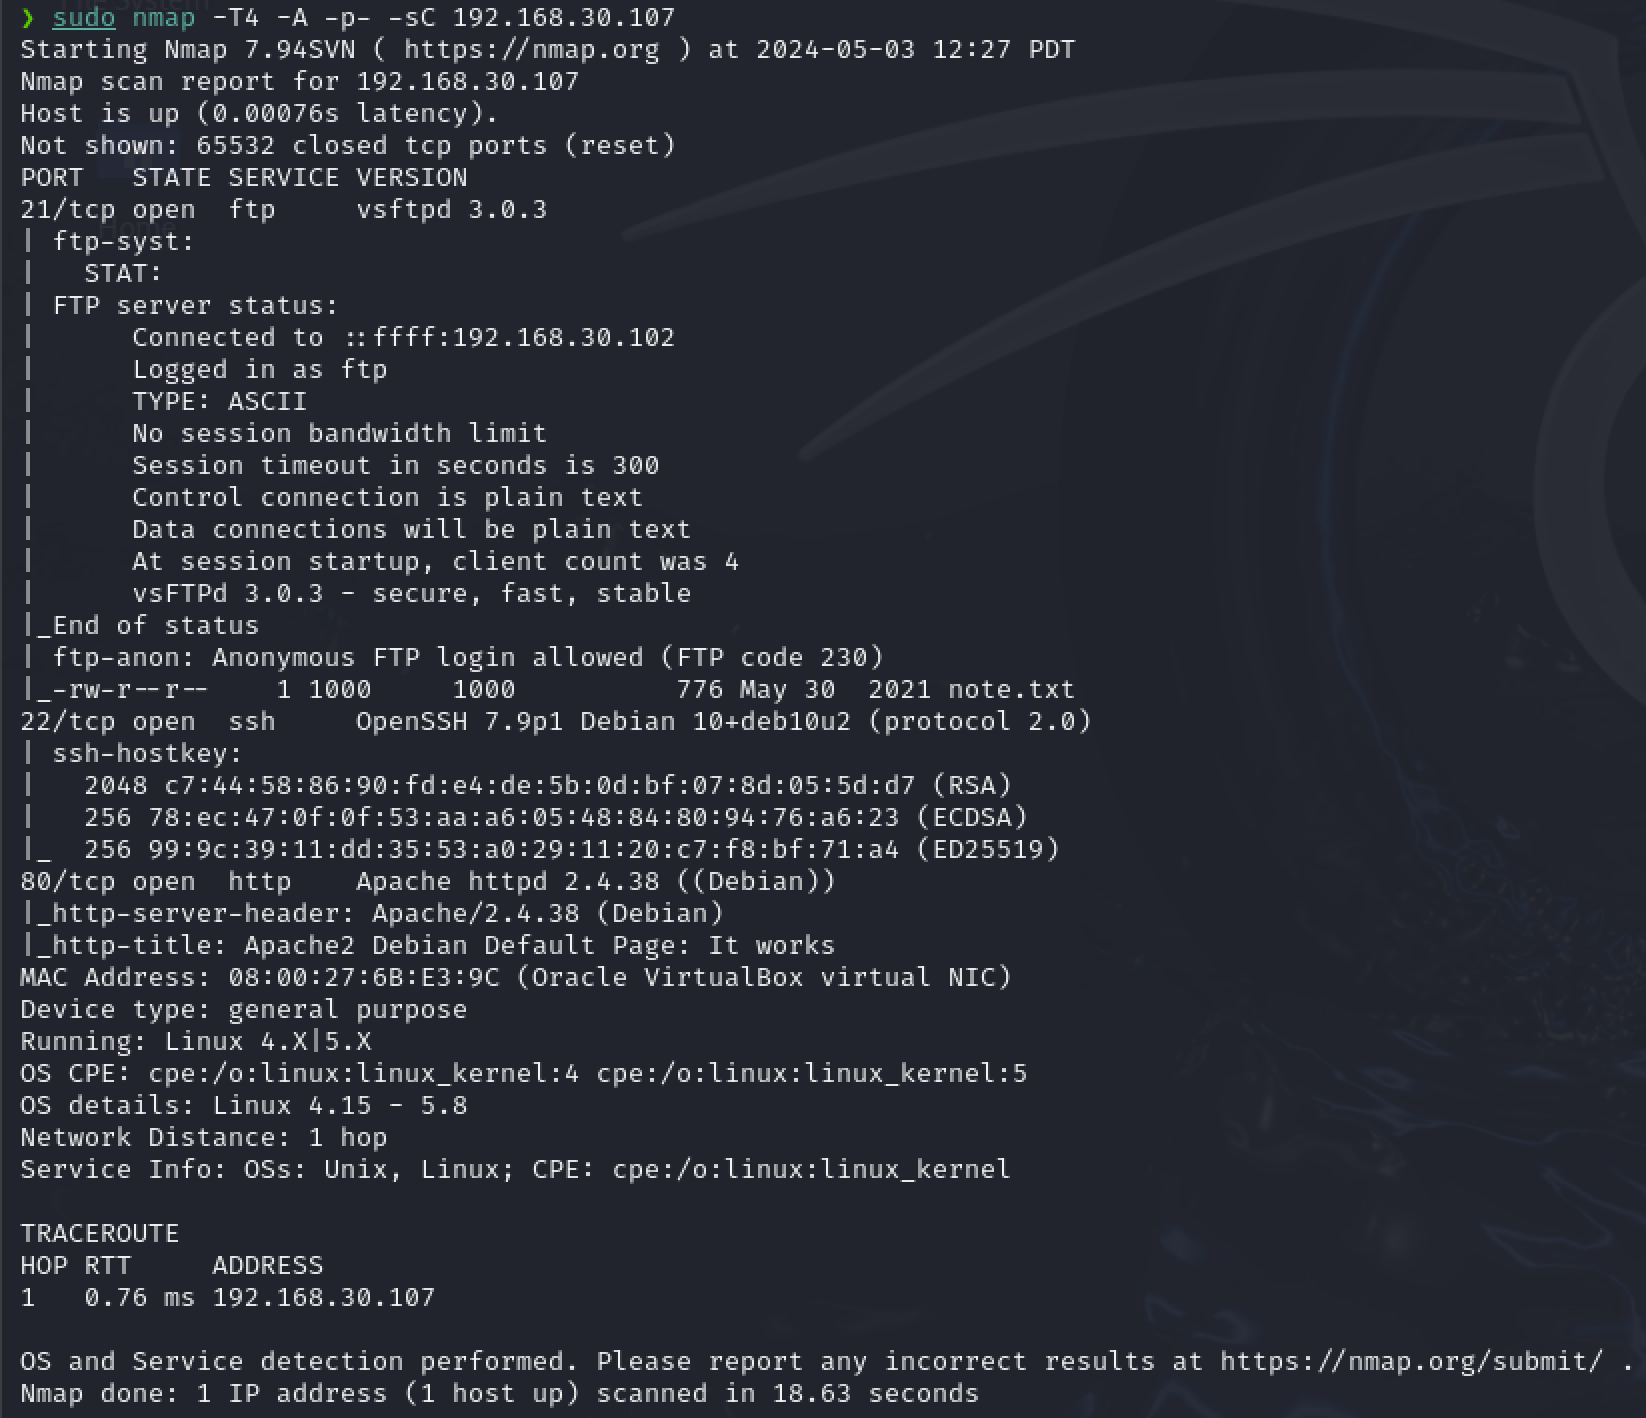 ❯ sudo nmap -T4 -A -p- -sC 192.168.30.107
Starting Nmap 7.94SVN ( https://nmap.org ) at 2024-05-03 12:27 PDT
Nmap scan report for 192.168.30.107
Host is up (0.00076s latency).
Not shown: 65532 closed tcp ports (reset)
PORT   STATE SERVICE VERSION
21/tcp open  ftp     vsftpd 3.0.3
| ftp-syst:
|   STAT:
| FTP server status:
|      Connected to ::ffff:192.168.30.102
|      Logged in as ftp
|      TYPE: ASCII
|      No session bandwidth limit
|      Session timeout in seconds is 300
|      Control connection is plain text
|      Data connections will be plain text
|      At session startup, client count was 4
|      vsFTPd 3.0.3 - secure, fast, stable
|_End of status
| ftp-anon: Anonymous FTP login allowed (FTP code 230)
|_-rw-r--r--    1 1000     1000          776 May 30  2021 note.txt
22/tcp open  ssh     OpenSSH 7.9p1 Debian 10+deb10u2 (protocol 2.0)
| ssh-hostkey:
|   2048 c7:44:58:86:90:fd:e4:de:5b:0d:bf:07:8d:05:5d:d7 (RSA)
|   256 78:ec:47:0f:0f:53:aa:a6:05:48:84:80:94:76:a6:23 (ECDSA)
|_  256 99:9c:39:11:dd:35:53:a0:29:11:20:c7:f8:bf:71:a4 (ED25519)
80/tcp open  http    Apache httpd 2.4.38 ((Debian))
|_http-server-header: Apache/2.4.38 (Debian)
|_http-title: Apache2 Debian Default Page: It works
MAC Address: 08:00:27:6B:E3:9C (Oracle VirtualBox virtual NIC)
Device type: general purpose
Running: Linux 4.X|5.X
OS CPE: cpe:/o:linux:linux_kernel:4 cpe:/o:linux:linux_kernel:5
OS details: Linux 4.15 - 5.8
Network Distance: 1 hop
Service Info: OSs: Unix, Linux; CPE: cpe:/o:linux:linux_kernel

TRACEROUTE
HOP RTT     ADDRESS
1   0.76 ms 192.168.30.107

OS and Service detection performed. Please report any incorrect results at https://nmap.org/submit/ .
Nmap done: 1 IP address (1 host up) scanned in 18.63 seconds
Home